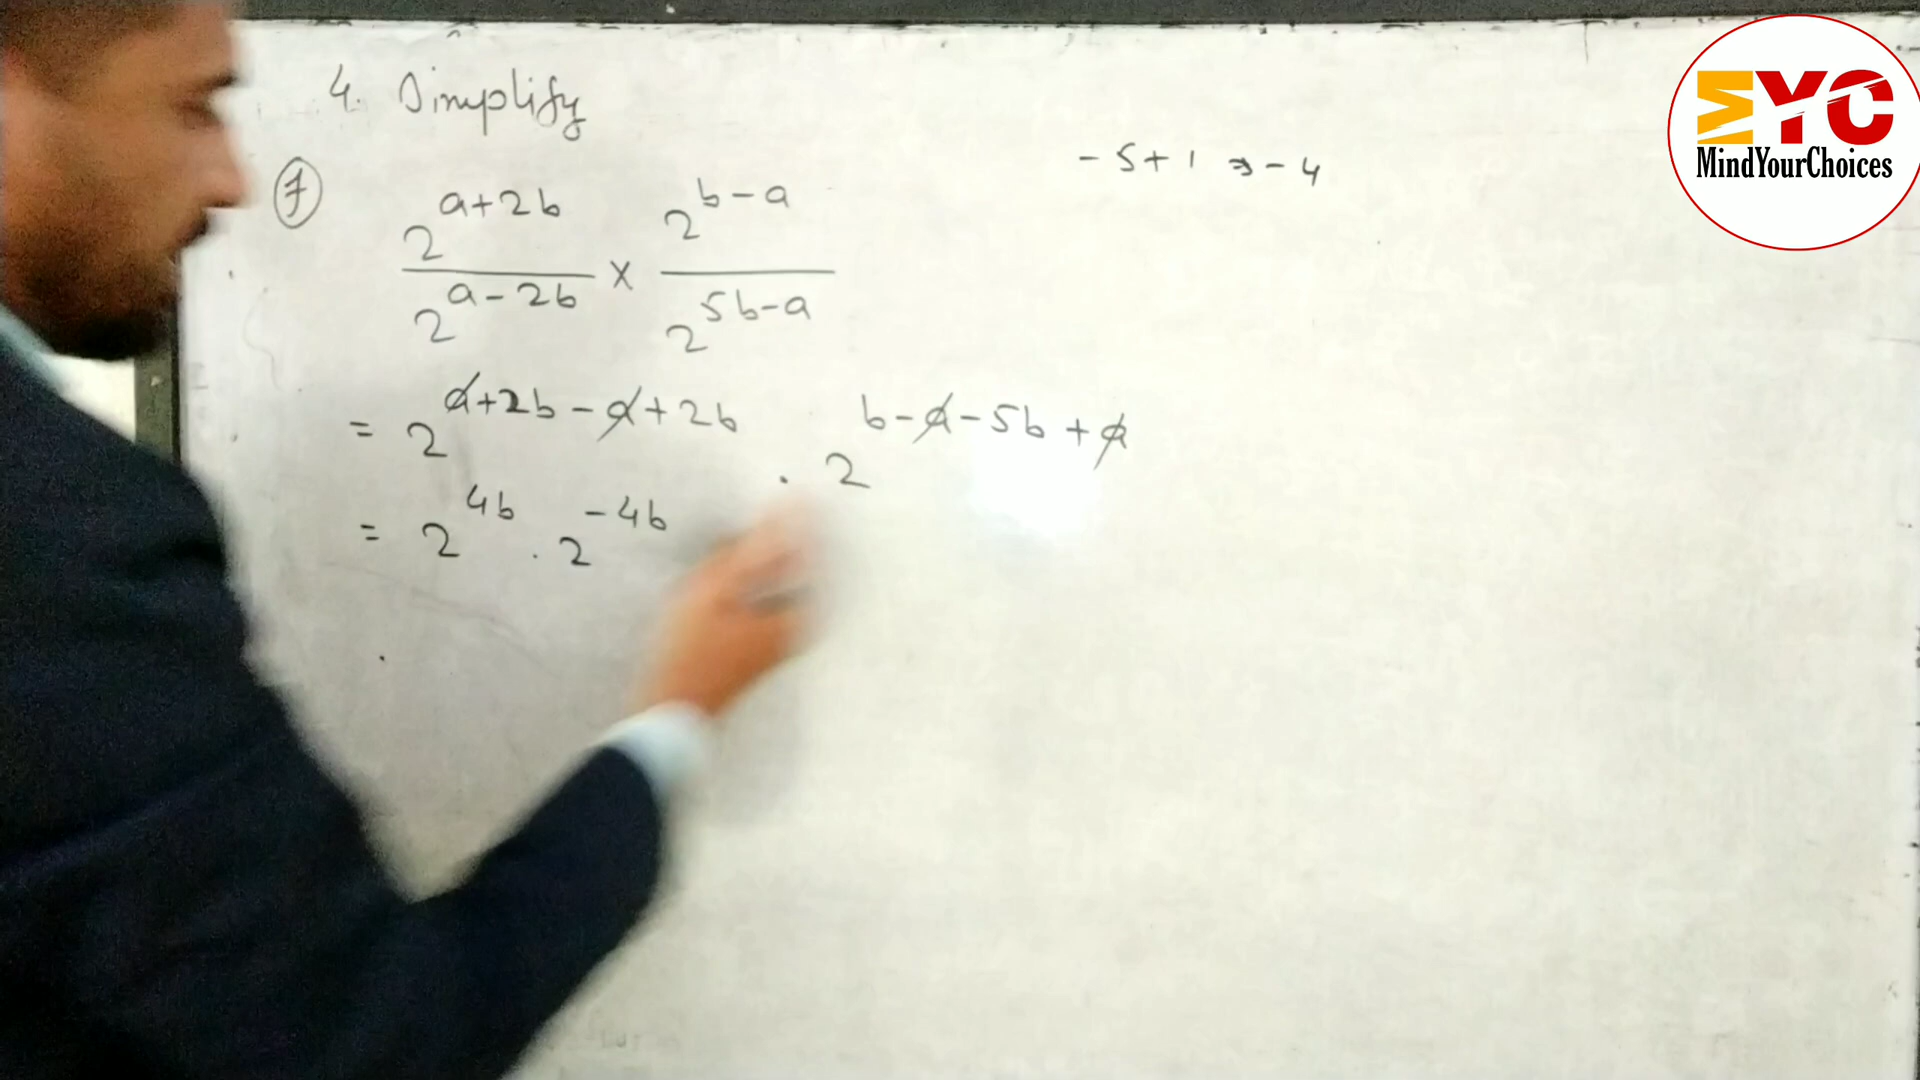 4. Simplify
-5+1 ⇒ -4
MYC
MindYourChoices
(f) 2^{a+2b} / 2^{a-2b} × 2^{b-a} / 2^{5b-a}
= 2^{a+2b-a+2b} . 2^{b-a-5b+a}
= 2^{4b} . 2^{-4b}